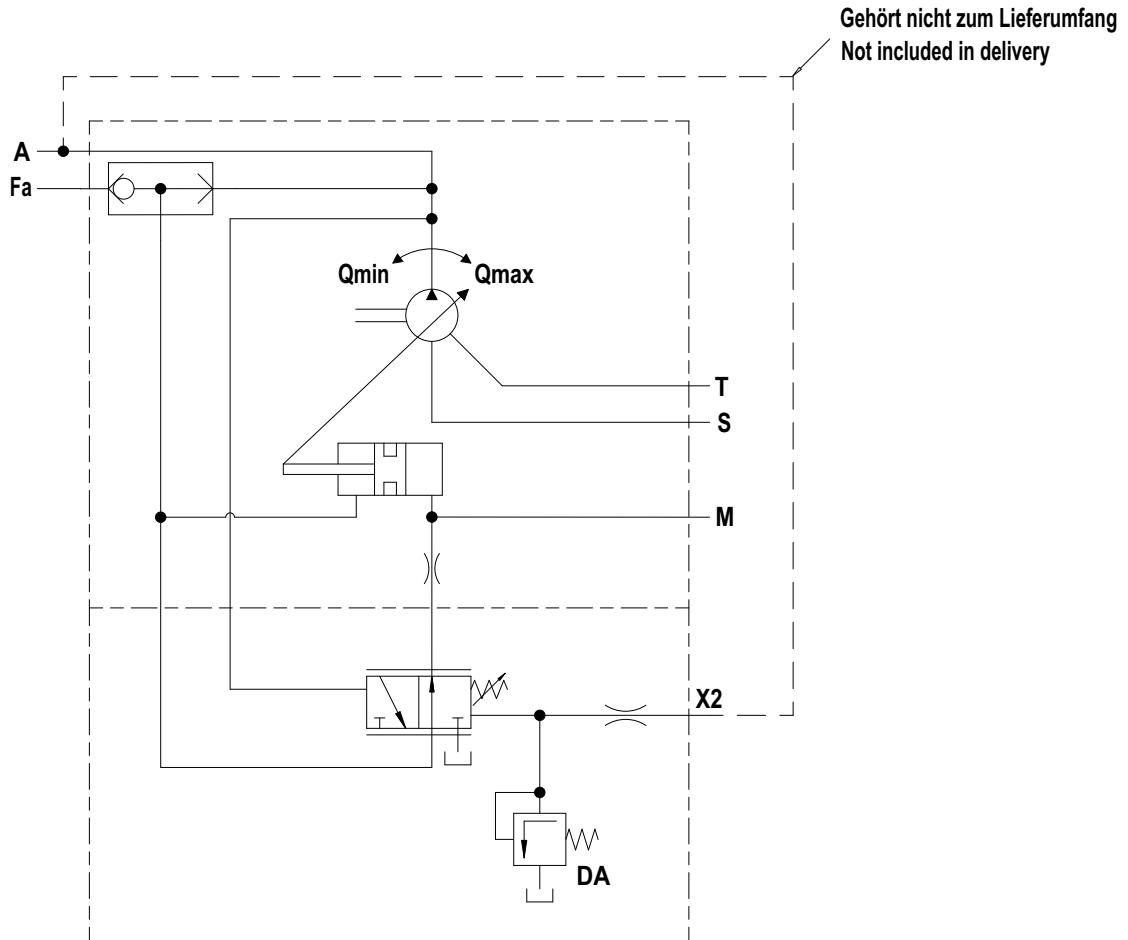 Gehört nicht zum Lieferumfang
Not included in delivery
A
Fa
Qmin
Qmax
T
S
M
X2
DA